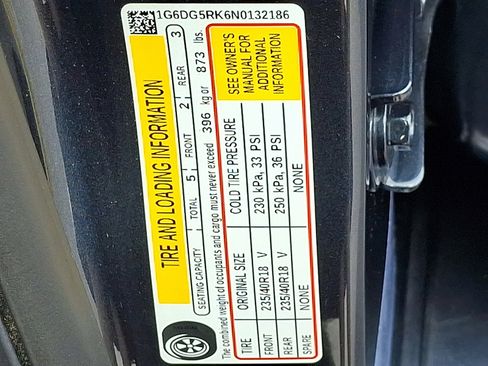 1G6DG5RK6N0132186
TIRE AND LOADING INFORMATION
SEATING CAPACITY TOTAL 5 FRONT 2 REAR 3
The combined weight of occupants and cargo must never exceed 396 kg or 873 lbs.
TIRE ORIGINAL SIZE COLD TIRE PRESSURE
FRONT 235/40R18 V 230 kPa, 33 PSI
REAR 235/40R18 V 250 kPa, 36 PSI
SPARE NONE NONE
SEE OWNER'S
MANUAL FOR
ADDITIONAL
INFORMATION